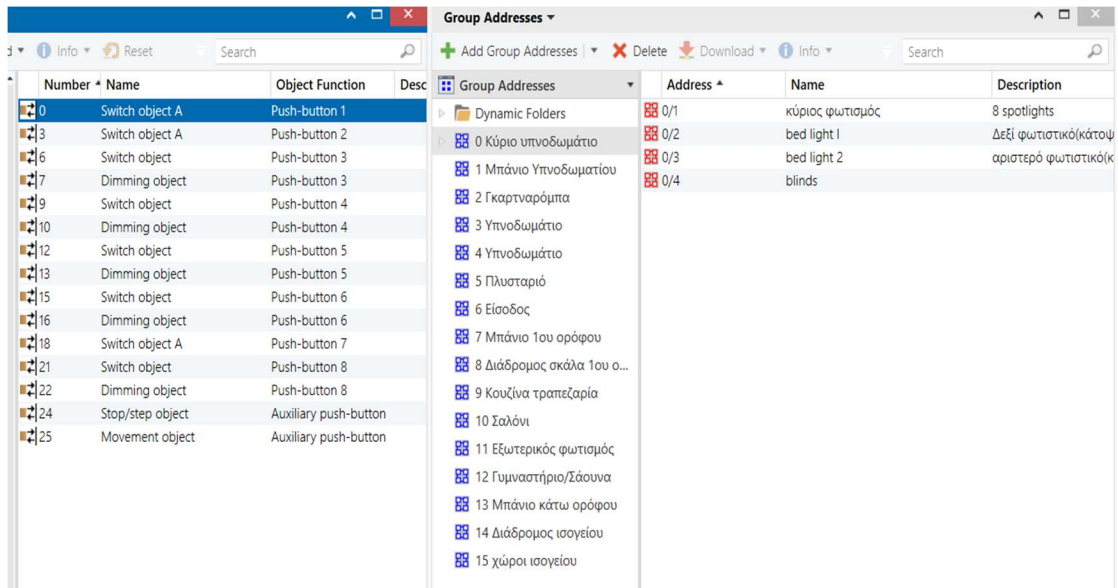 Group Addresses
d Info Reset Search
Add Group Addresses Delete Download Info Search
Number Name Object Function Desc
0 Switch object A Push-button 1
3 Switch object A Push-button 2
6 Switch object Push-button 3
7 Dimming object Push-button 3
9 Switch object Push-button 4
10 Dimming object Push-button 4
12 Switch object Push-button 5
13 Dimming object Push-button 5
15 Switch object Push-button 6
16 Dimming object Push-button 6
18 Switch object A Push-button 7
21 Switch object Push-button 8
22 Dimming object Push-button 8
24 Stop/step object Auxiliary push-button
25 Movement object Auxiliary push-button
Group Addresses
Dynamic Folders
0 Κύριο υπνοδωμάτιο
1 Μπάνιο Υπνοδωματίου
2 Γκαρνταρόμπα
3 Υπνοδωμάτιο
4 Υπνοδωμάτιο
5 Πλυσταριό
6 Είσοδος
7 Μπάνιο 1ου ορόφου
8 Διάδρομος σκάλα 1ου ο...
9 Κουζίνα τραπεζαρία
10 Σαλόνι
11 Εξωτερικός φωτισμός
12 Γυμναστήριο/Σάουνα
13 Μπάνιο κάτω ορόφου
14 Διάδρομος ισογείου
15 χώροι ισογείου
Address Name Description
0/1 κύριος φωτισμός 8 spotlights
0/2 bed light l Δεξί φωτιστικό(κάτοψ
0/3 bed light 2 αριστερό φωτιστικό(κ
0/4 blinds